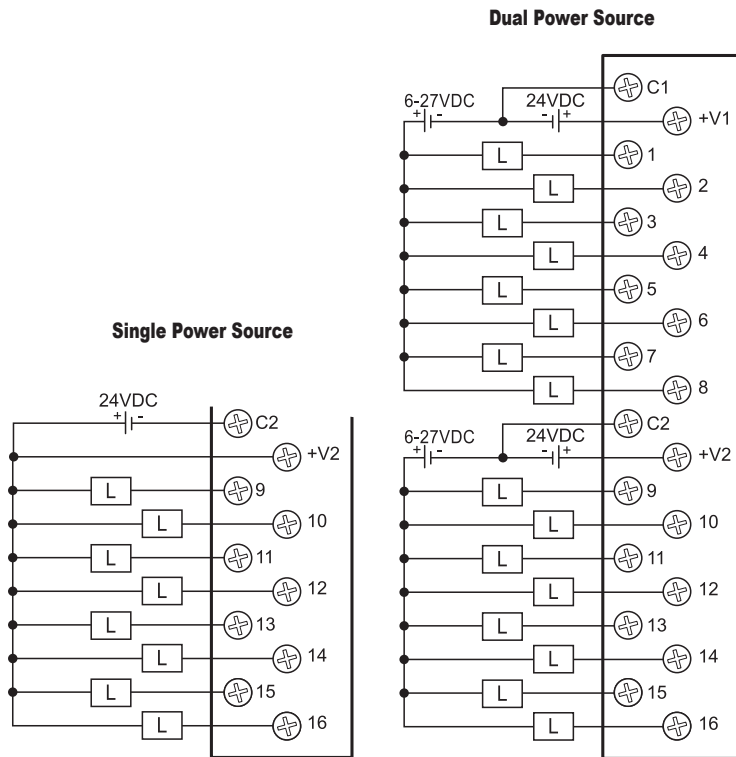 Dual Power Source
C1
6-27VDC 24VDC
+ - - +
+V1
L 1
L 2
L 3
L 4
L 5
L 6
L 7
L 8
C2
6-27VDC 24VDC
+ - - +
+V2
L 9
L 10
L 11
L 12
L 13
L 14
L 15
L 16
Single Power Source
24VDC
+ -
C2
+V2
L 9
L 10
L 11
L 12
L 13
L 14
L 15
L 16